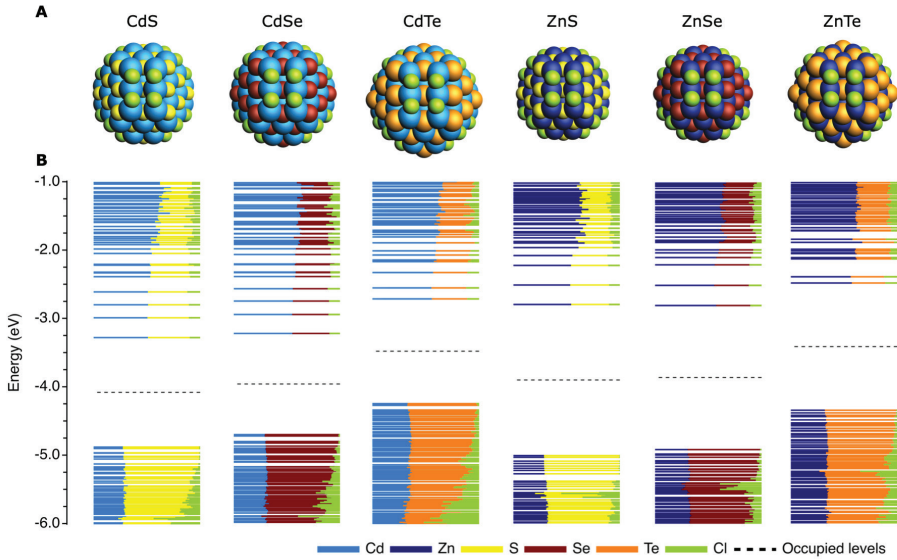 A
CdS CdSe CdTe ZnS ZnSe ZnTe
B
Energy (eV)
-1.0
-2.0
-3.0
-4.0
-5.0
-6.0
Cd Zn S Se Te Cl Occupied levels